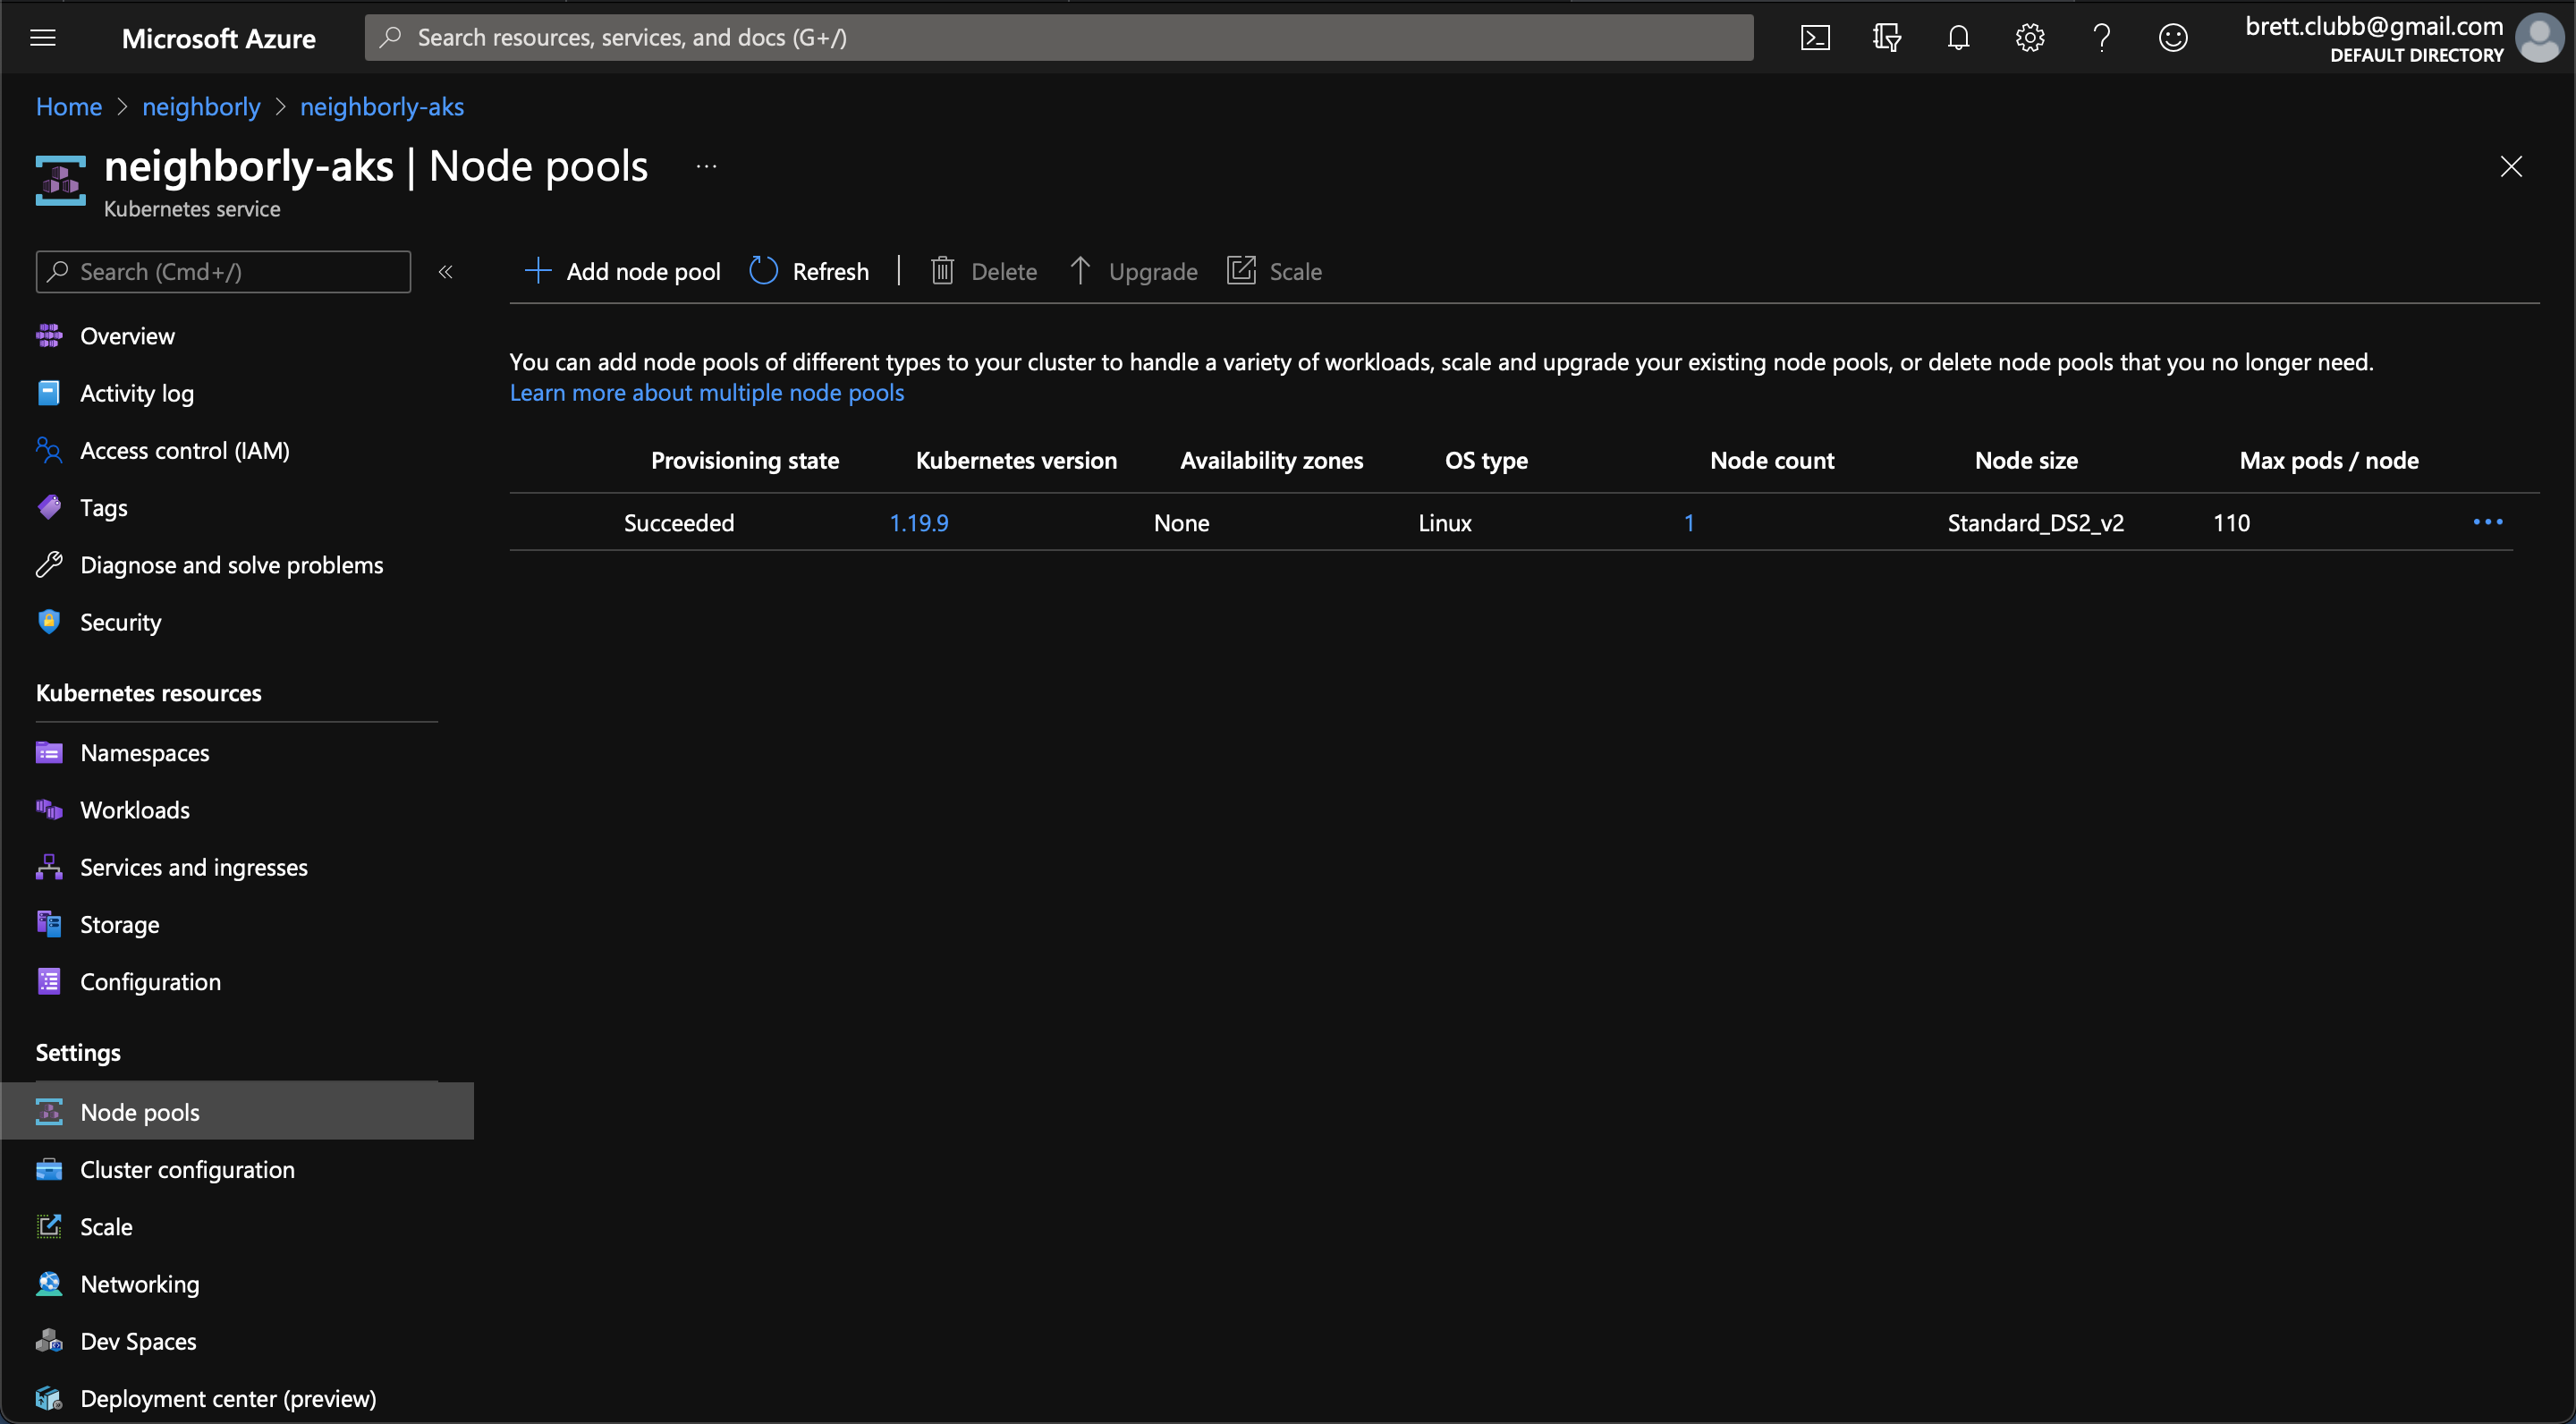 Microsoft Azure
Search resources, services, and docs (G+/)
brett.clubb@gmail.com
DEFAULT DIRECTORY
Home > neighborly > neighborly-aks
neighborly-aks | Node pools ...
Kubernetes service
Search (Cmd+/)
«
Add node pool
Refresh
Delete
Upgrade
Scale
Overview
Activity log
Access control (IAM)
Tags
Diagnose and solve problems
Security
Kubernetes resources
Namespaces
Workloads
Services and ingresses
Storage
Configuration
Settings
Node pools
Cluster configuration
Scale
Networking
Dev Spaces
Deployment center (preview)
You can add node pools of different types to your cluster to handle a variety of workloads, scale and upgrade your existing node pools, or delete node pools that you no longer need.
Learn more about multiple node pools
Provisioning state Kubernetes version Availability zones OS type Node count Node size Max pods / node
Succeeded 1.19.9 None Linux 1 Standard_DS2_v2 110 ...